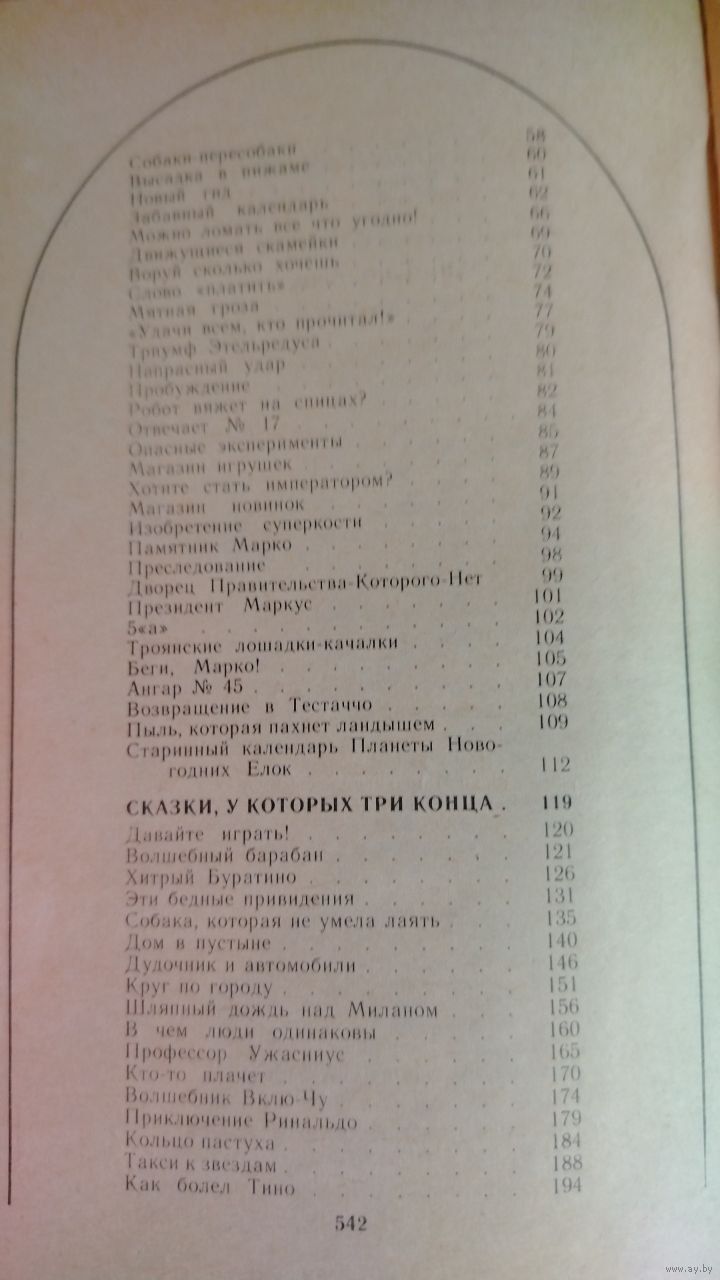 Собаки-пересобаки . . . . . 58
Высадка в пижаме . . . . . 60
Новый гид . . . . . 61
Забавный календарь . . . . . 62
Можно ломать все что угодно! . . . 66
Движущиеся скамейки . . . . . 69
Воруй сколько хочешь . . . . . 70
Слово «платить» . . . . . 72
Мятная гроза . . . . . 74
«Удачи всем, кто прочитал!» . . . 77
Триумф Этельредуса . . . . . 79
Напрасный удар . . . . . 80
Пробуждение . . . . . 81
Робот вяжет на спицах? . . . . 82
Отвечает № 17 . . . . . 84
Опасные эксперименты . . . . . 85
Магазин игрушек . . . . . 87
Хотите стать императором? . . . . 89
Магазин новинок . . . . . 91
Изобретение суперкости . . . . 92
Памятник Марко . . . . . 94
Преследование . . . . . 98
Дворец Правительства-Которого-Нет 99
Президент Маркус . . . . . . 101
5«а» . . . . . . . . 102
Троянские лошадки-качалки . . . . 104
Беги, Марко! . . . . . . . 105
Ангар № 45 . . . . . . . 107
Возвращение в Тестаччо . . . . . 108
Пыль, которая пахнет ландышем . . . 109
Старинный календарь Планеты Ново-
годних Елок . . . . . . . 112
СКАЗКИ, У КОТОРЫХ ТРИ КОНЦА . 119
Давайте играть! . . . . . . . 120
Волшебный барабан . . . . . . 121
Хитрый Буратино . . . . . . . 126
Эти бедные привидения . . . . . 131
Собака, которая не умела лаять . . . 135
Дом в пустыне . . . . . . . 140
Дудочник и автомобили . . . . . 146
Круг по городу . . . . . . . 151
Шляпный дождь над Миланом . . . 156
В чем люди одинаковы . . . . . 160
Профессор Ужасниус . . . . . 165
Кто-то плачет . . . . . . . 170
Волшебник Вклю-Чу . . . . . . 174
Приключение Ринальдо . . . . . 179
Кольцо пастуха . . . . . . . 184
Такси к звездам . . . . . . . 188
Как болел Тино . . . . . . . 194
542
www.ay.by